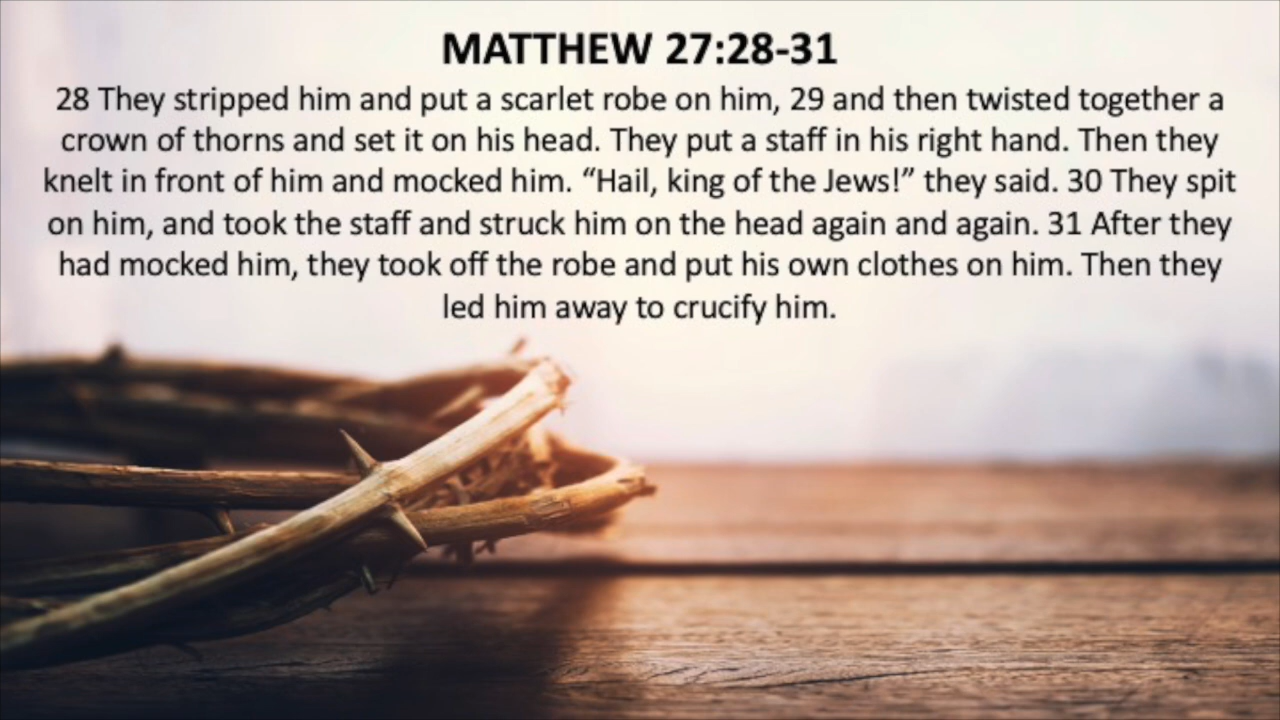 MATTHEW 27:28-31
28 They stripped him and put a scarlet robe on him, 29 and then twisted together a
crown of thorns and set it on his head. They put a staff in his right hand. Then they
knelt in front of him and mocked him. “Hail, king of the Jews!” they said. 30 They spit
on him, and took the staff and struck him on the head again and again. 31 After they
had mocked him, they took off the robe and put his own clothes on him. Then they
led him away to crucify him.